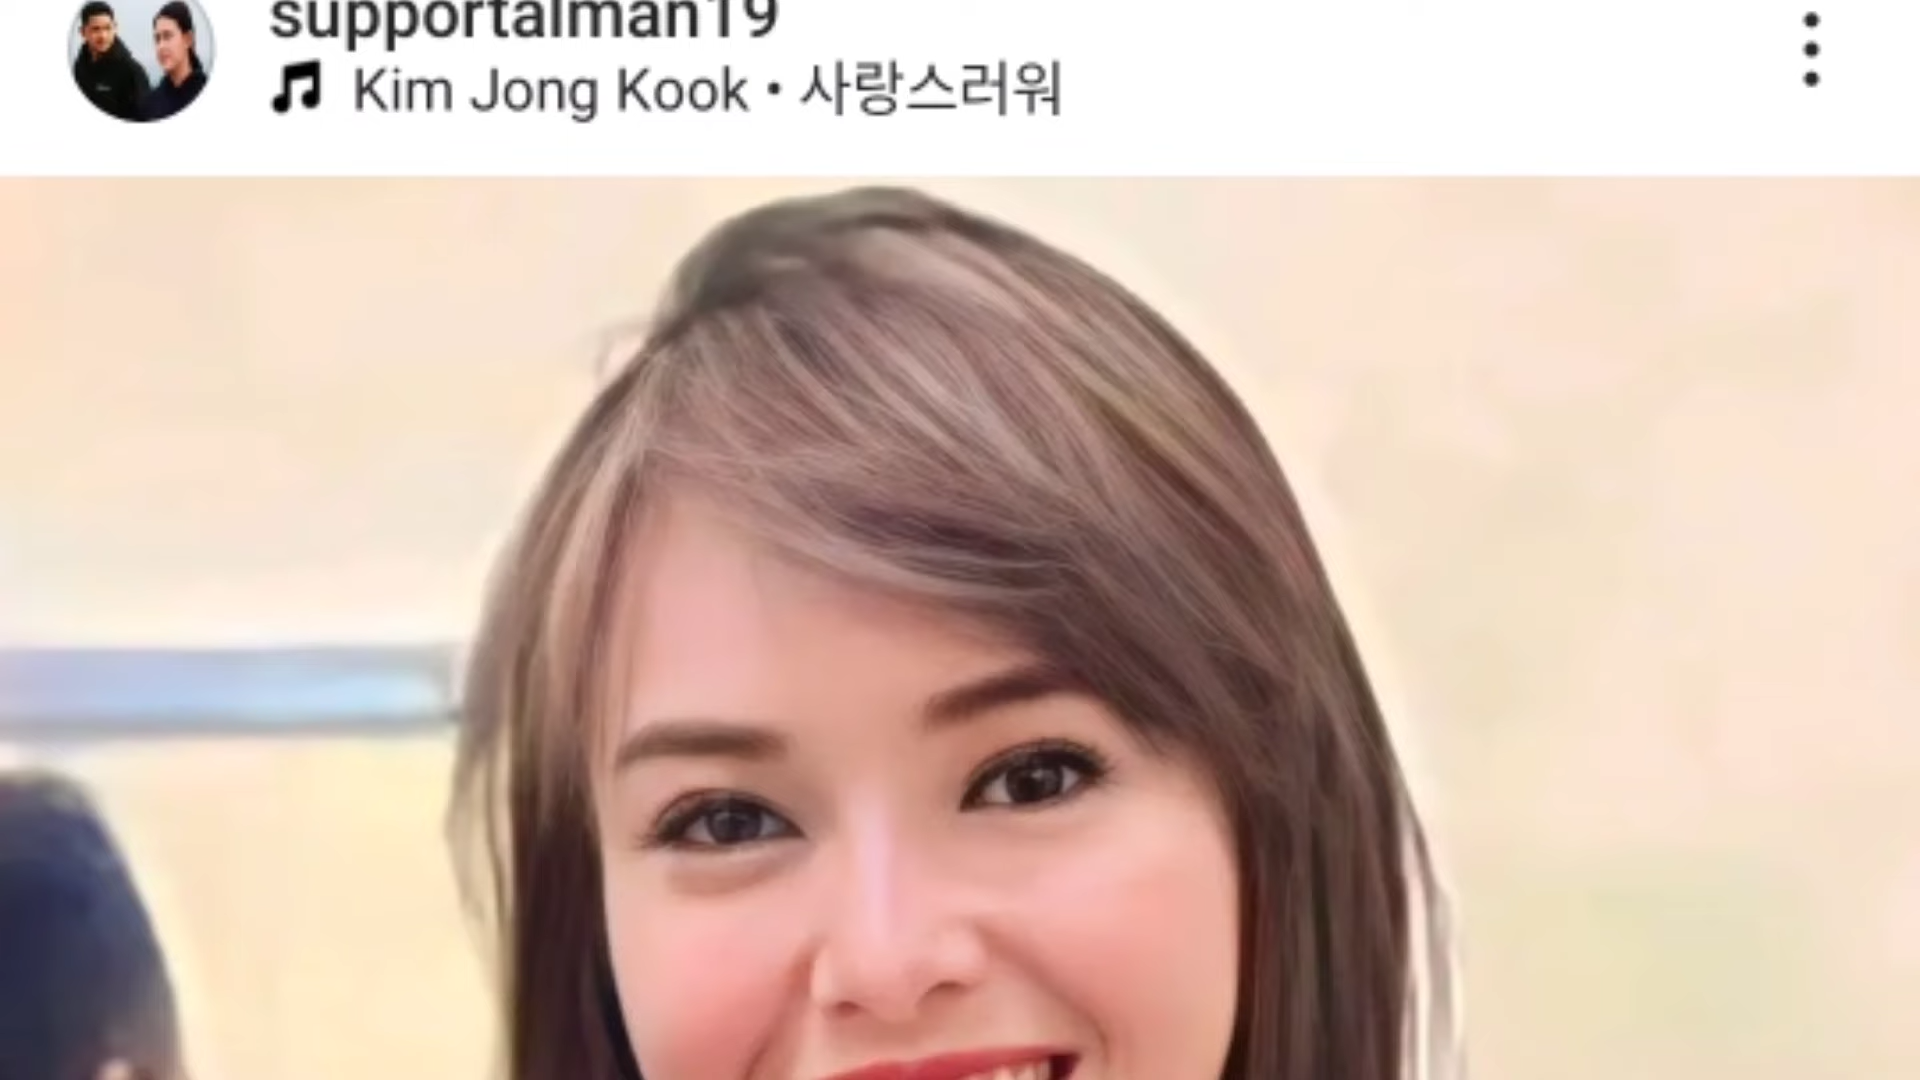 supportalman19
Kim Jong Kook • 사랑스러워